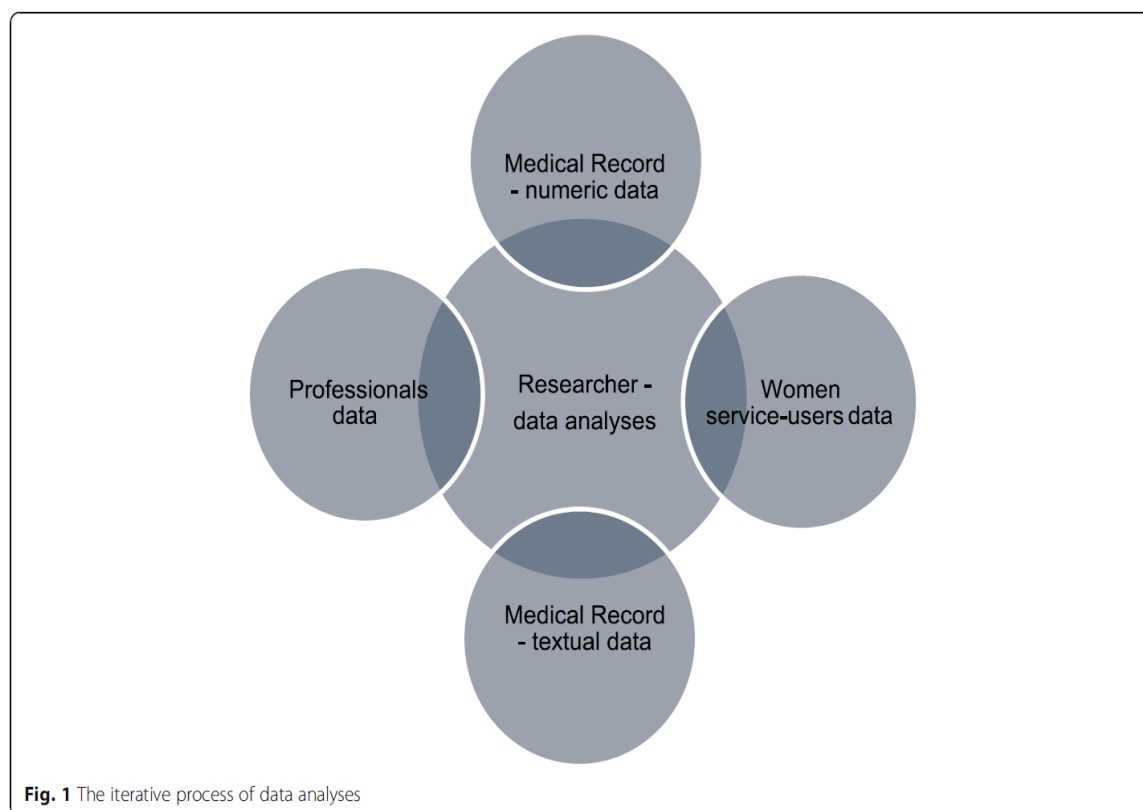 Medical Record
- numeric data
Professionals
data
Researcher -
data analyses
Women
service-users data
Medical Record
- textual data
Fig. 1 The iterative process of data analyses